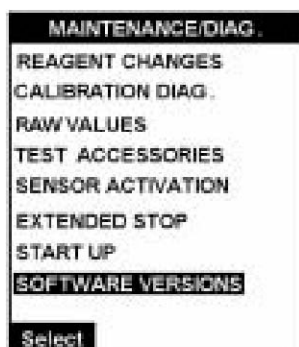 MAINTENANCE/DIAG.
REAGENT CHANGES
CALIBRATION DIAG.
RAW VALUES
TEST ACCESSORIES
SENSOR ACTIVATION
EXTENDED STOP
START UP
SOFTWARE VERSIONS
Select